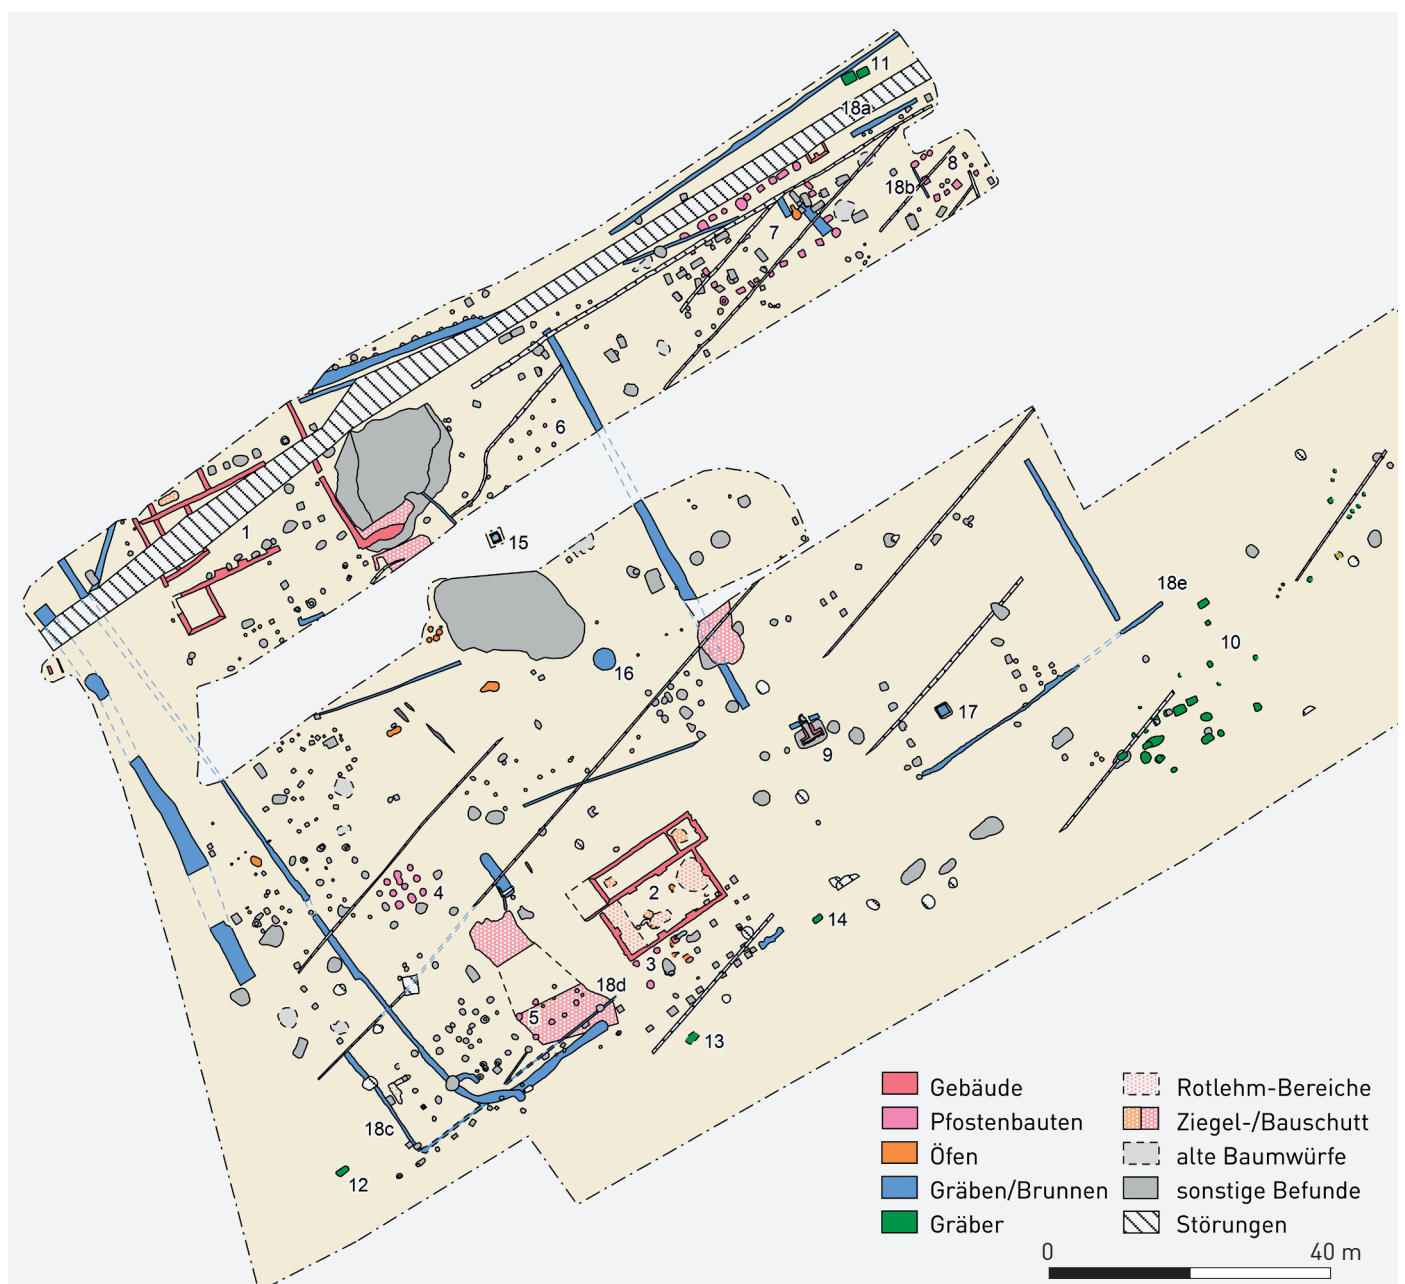 11
18a
8
18b
7
6
1
15
18e
10
16
17
9
2
4
14
3
18d
5
13
18c
12
Gebäude
Pfostenbauten
Öfen
Gräben/Brunnen
Gräber
Rotlehm-Bereiche
Ziegel-/Bauschutt
alte Baumwürfe
sonstige Befunde
Störungen
0 40 m